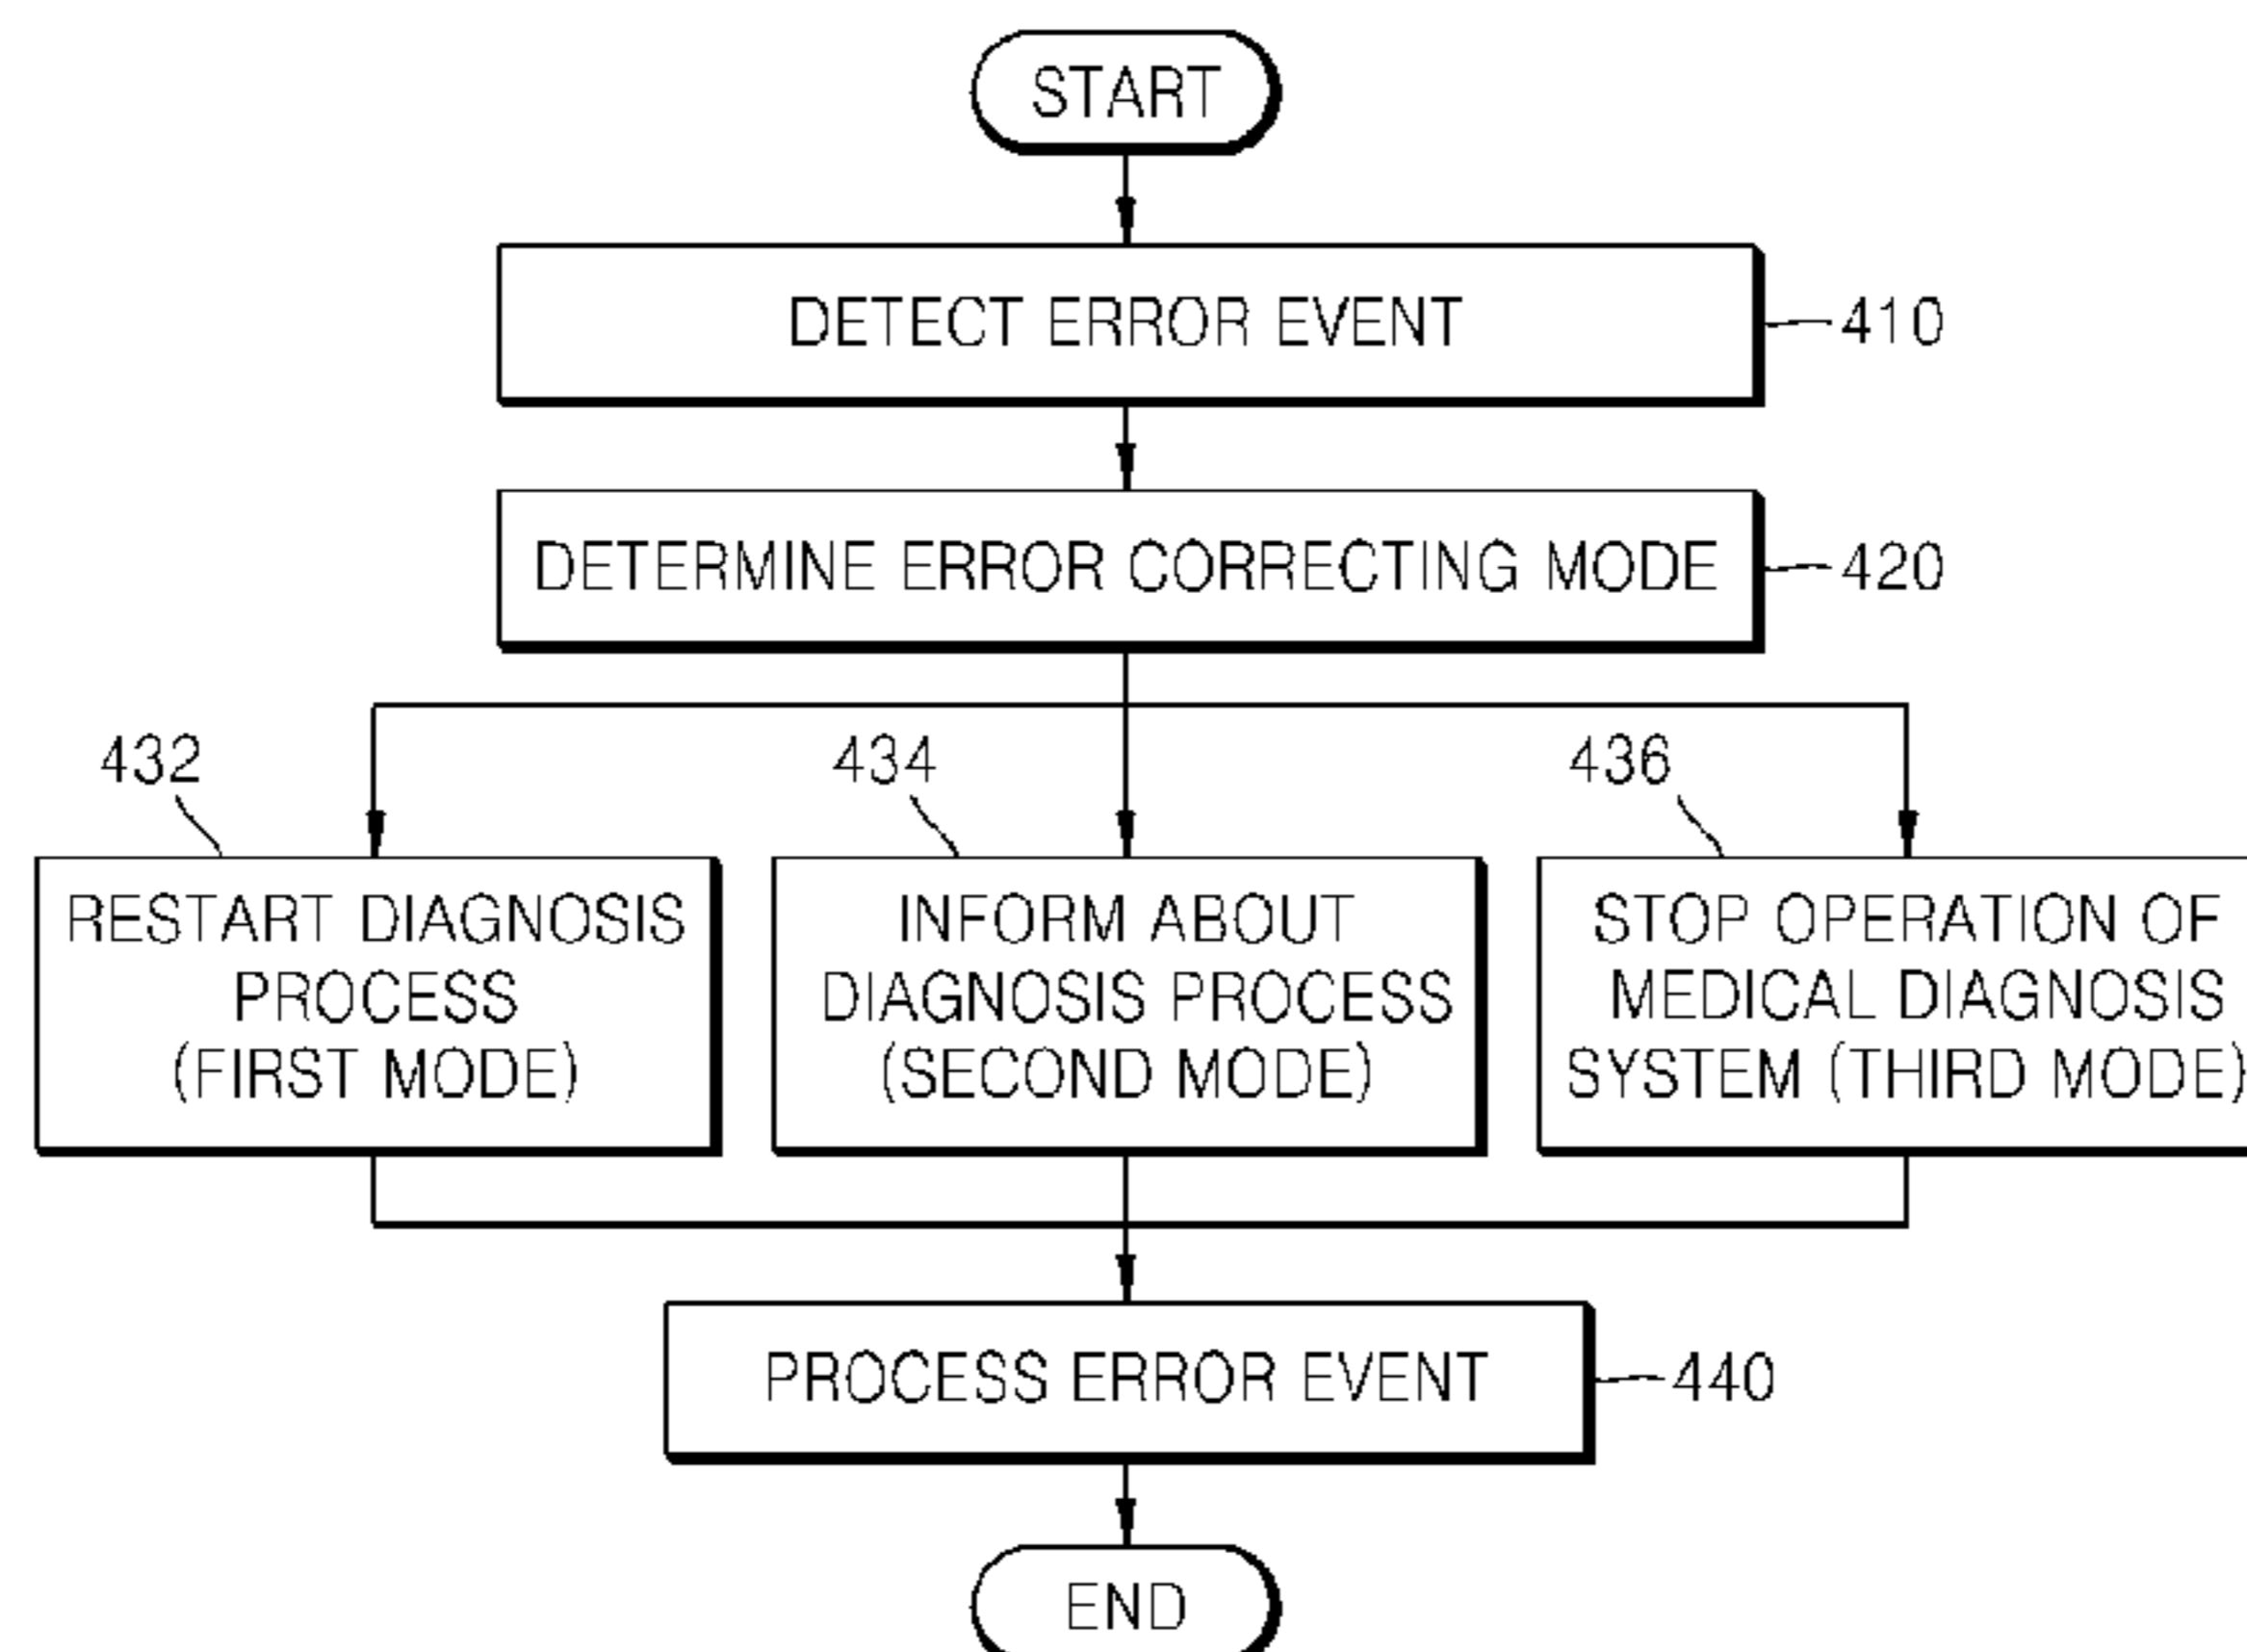 START
DETECT ERROR EVENT
410
DETERMINE ERROR CORRECTING MODE
420
432
434
436
RESTART DIAGNOSIS
PROCESS
(FIRST MODE)
INFORM ABOUT
DIAGNOSIS PROCESS
(SECOND MODE)
STOP OPERATION OF
MEDICAL DIAGNOSIS
SYSTEM (THIRD MODE)
PROCESS ERROR EVENT
440
END